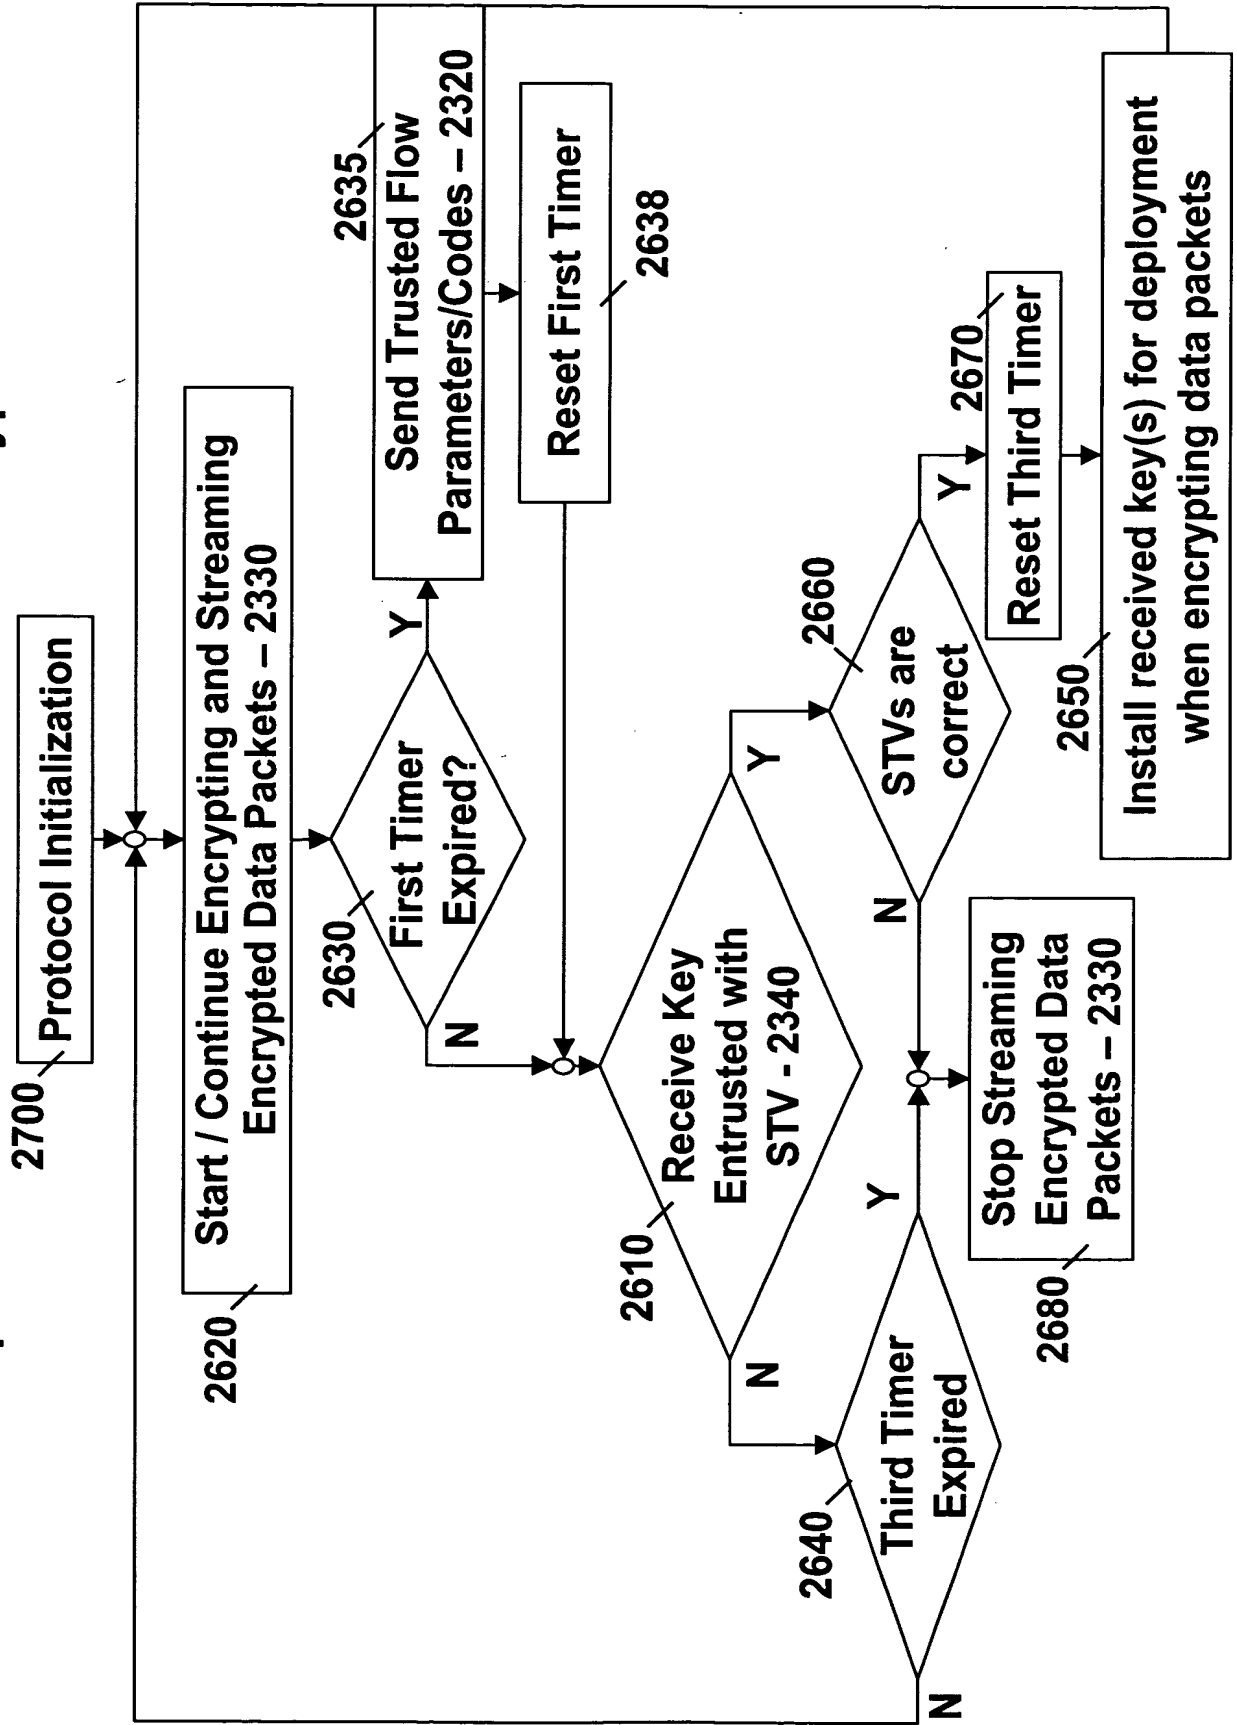 2700
Protocol Initialization
2620
Start / Continue Encrypting and Streaming
Encrypted Data Packets – 2330
2630
First Timer
Expired?
Y
N
2635
Send Trusted Flow
Parameters/Codes – 2320
Reset First Timer
2638
2610
Receive Key
Entrusted with
STV - 2340
N
Y
2640
Third Timer
Expired
N
Y
2660
STVs are
correct
N
Y
2670
Reset Third Timer
2680
Stop Streaming
Encrypted Data
Packets – 2330
2650
Install received key(s) for deployment
when encrypting data packets